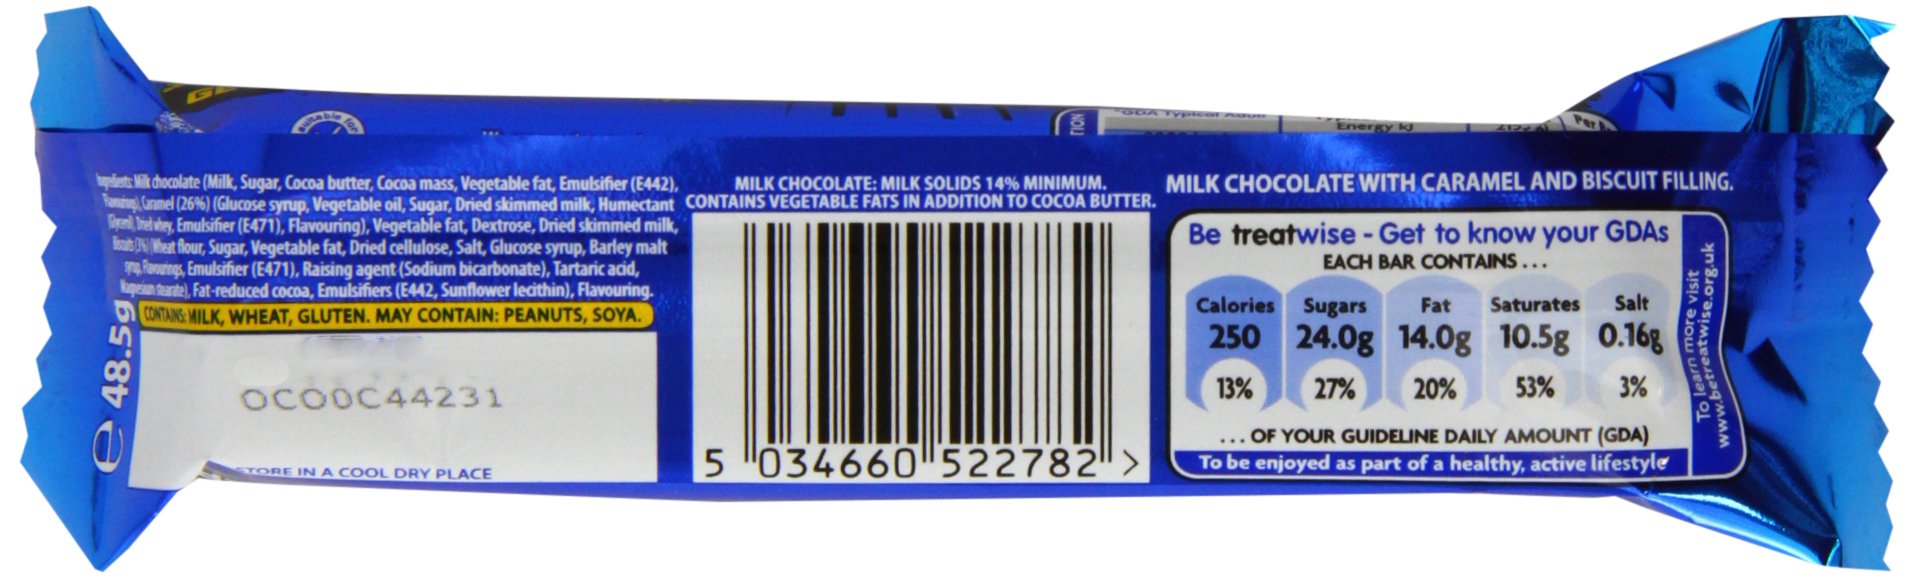 Suitable for
GDA Typical Adult
Energy kJ
Per
Ingredients: Milk chocolate (Milk, Sugar, Cocoa butter, Cocoa mass, Vegetable fat, Emulsifier (E442),
Flavourings), Caramel (26%) (Glucose syrup, Vegetable oil, Sugar, Dried skimmed milk, Humectant
(Glycerol), Dried whey, Emulsifier (E471), Flavouring), Vegetable fat, Dextrose, Dried skimmed milk,
Biscuits (3%) (Wheat flour, Sugar, Vegetable fat, Dried cellulose, Salt, Glucose syrup, Barley malt
syrup, Flavourings, Emulsifier (E471), Raising agent (Sodium bicarbonate), Tartaric acid,
Magnesium stearate), Fat-reduced cocoa, Emulsifiers (E442, Sunflower lecithin), Flavouring.
CONTAINS: MILK, WHEAT, GLUTEN. MAY CONTAIN: PEANUTS, SOYA.
e 48.5g
OCO0C44231
STORE IN A COOL DRY PLACE
MILK CHOCOLATE: MILK SOLIDS 14% MINIMUM.
CONTAINS VEGETABLE FATS IN ADDITION TO COCOA BUTTER.
5 034660 522782 >
MILK CHOCOLATE WITH CARAMEL AND BISCUIT FILLING.
Be treatwise - Get to know your GDAs
EACH BAR CONTAINS ...
Calories Sugars Fat Saturates Salt
250 24.0g 14.0g 10.5g 0.16g
13% 27% 20% 53% 3%
... OF YOUR GUIDELINE DAILY AMOUNT (GDA)
To be enjoyed as part of a healthy, active lifestyle
To learn more visit
www.betreatwise.org.uk